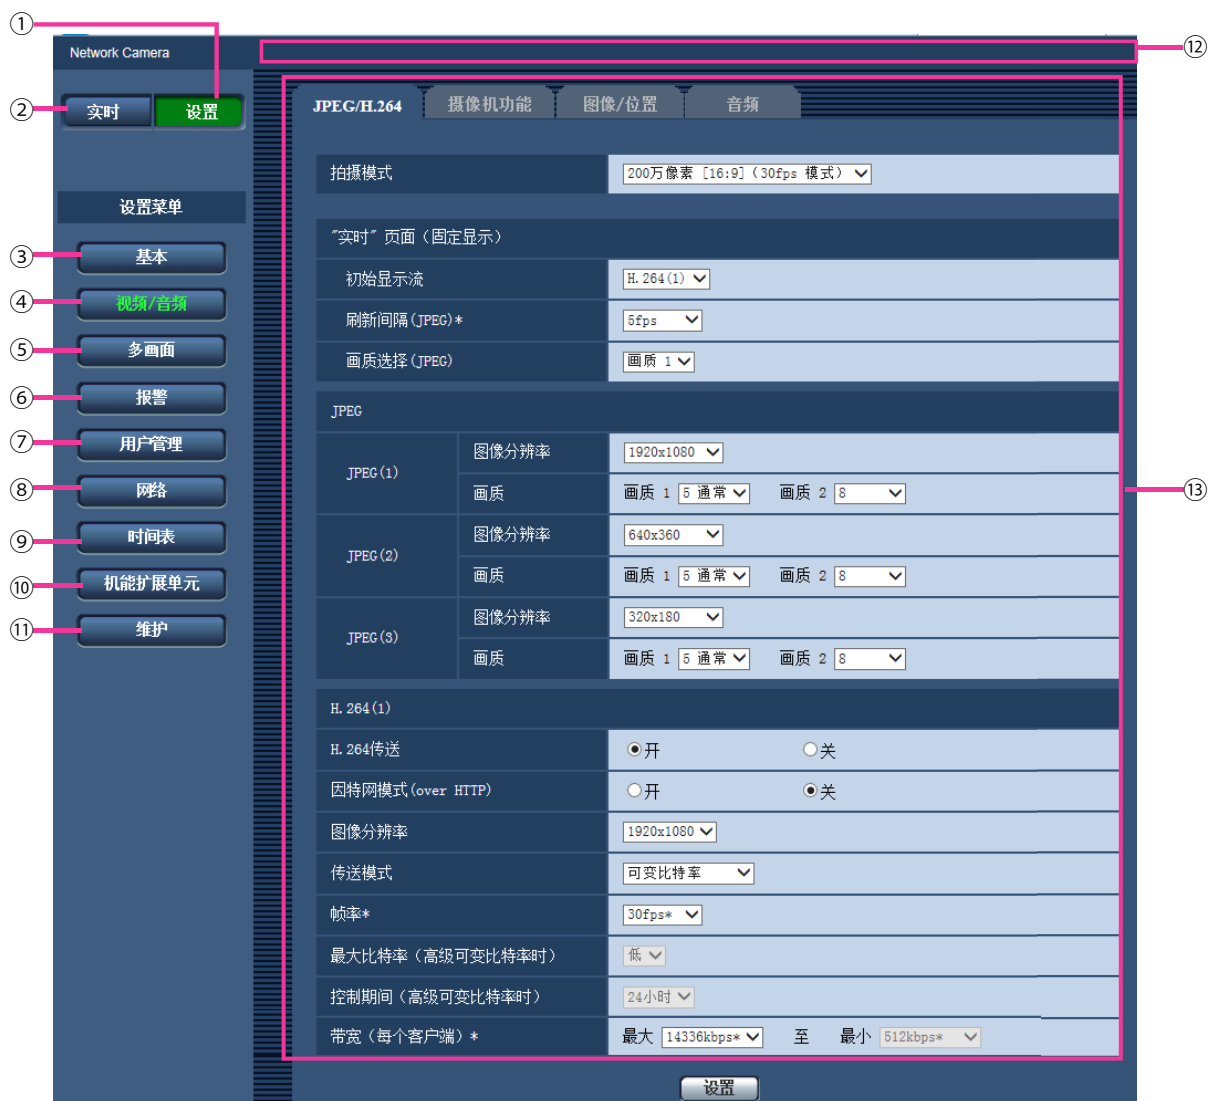 ①
⑫
Network Camera
② 实时 设置
JPEG/H.264 摄像机功能 图像/位置 音频
拍摄模式 200万像素 [16:9]（30fps 模式）
设置菜单
"实时" 页面（固定显示）
③ 基本
初始显示流 H.264(1)
④ 视频/音频
刷新间隔(JPEG)* 5fps
⑤ 多画面
画质选择(JPEG) 画质 1
⑥ 报警
JPEG
⑦ 用户管理
JPEG(1) 图像分辨率 1920x1080
⑧ 网络
画质 画质 1 5 通常 画质 2 8
⑬
⑨ 时间表
JPEG(2) 图像分辨率 640x360
⑩ 机能扩展单元
画质 画质 1 5 通常 画质 2 8
⑪ 维护
JPEG(3) 图像分辨率 320x180
画质 画质 1 5 通常 画质 2 8
H.264(1)
H.264传送 开 关
因特网模式(over HTTP) 开 关
图像分辨率 1920x1080
传送模式 可变比特率
帧率* 30fps*
最大比特率（高级可变比特率时） 低
控制期间（高级可变比特率时） 24小时
带宽（每个客户端）* 最大 14336kbps* 至 最小 512kbps*
设置